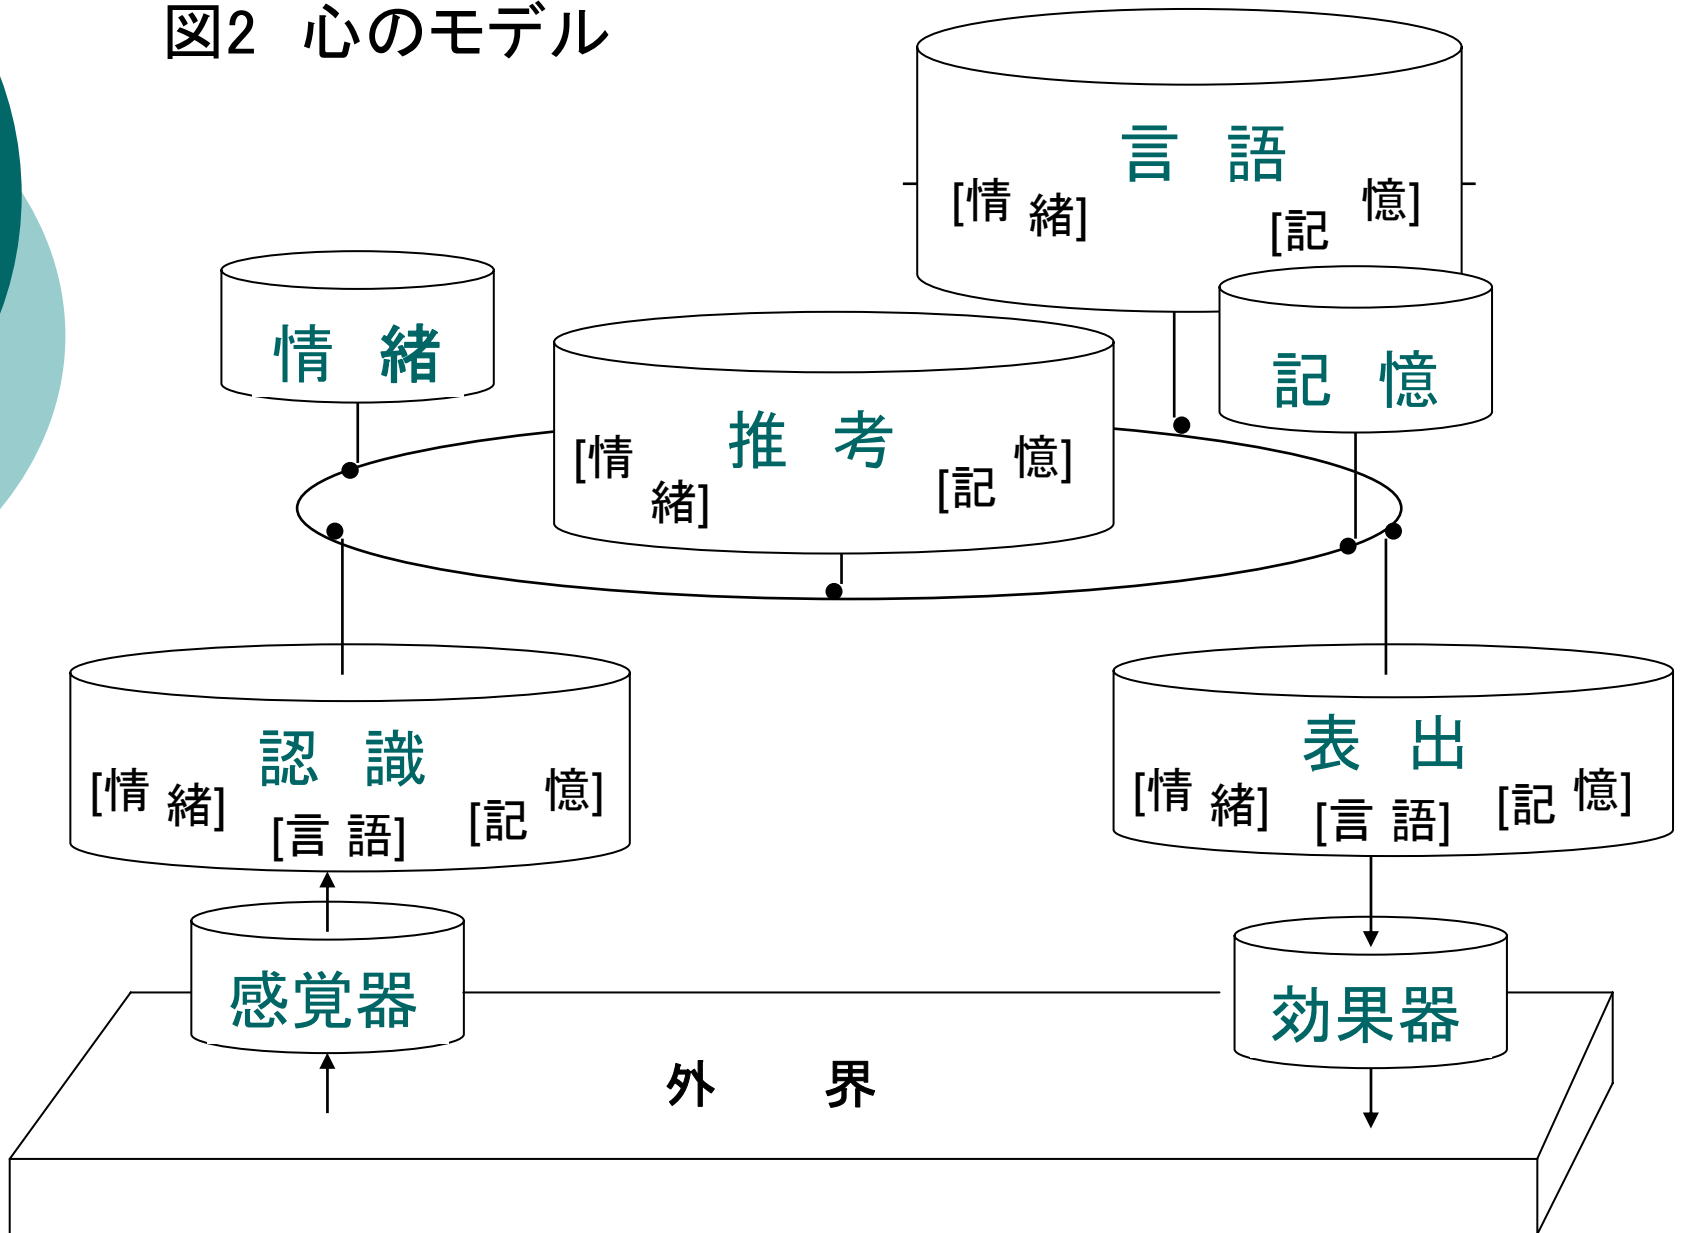 図2　心のモデル
言　語
[情緒]
[記憶]
情　緒
記　憶
推　考
[情緒]
[記憶]
認　識
[情緒]
[言語]
[記憶]
表　出
[情緒]
[言語]
[記憶]
感覚器
効果器
外　　界